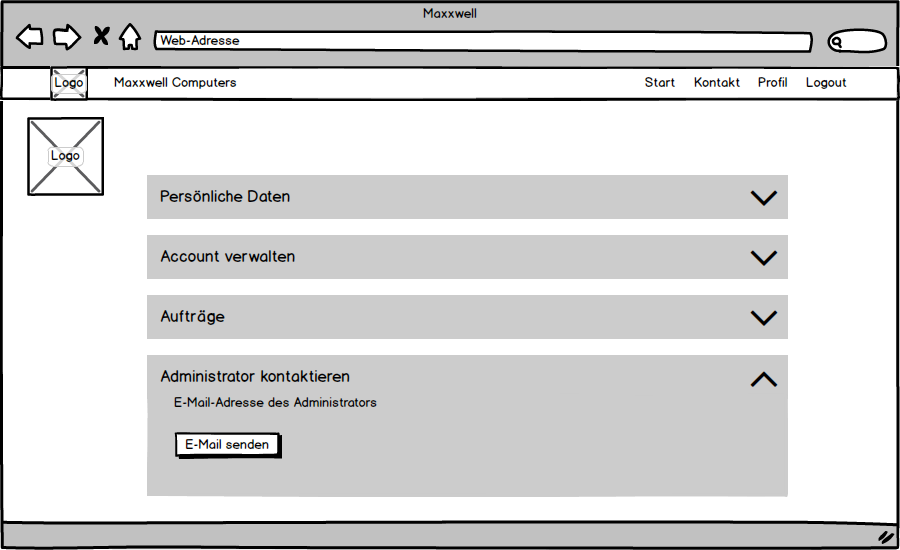 Maxxwell
Web-Adresse
Logo Maxxwell Computers Start Kontakt Profil Logout
Logo
Persönliche Daten
Account verwalten
Aufträge
Administrator kontaktieren
E-Mail-Adresse des Administrators
E-Mail senden